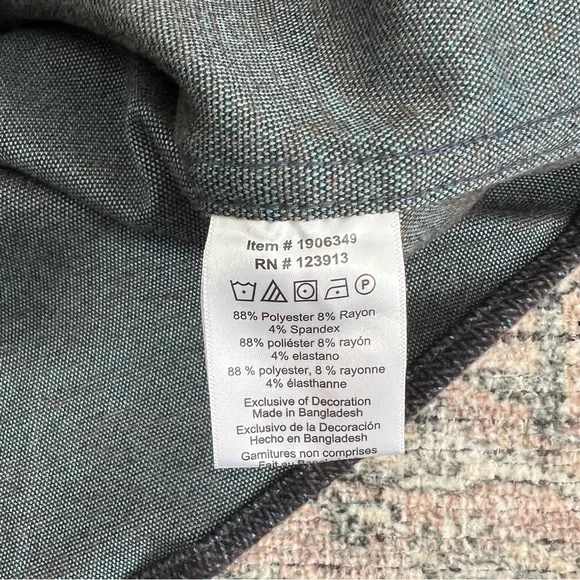 Item # 1906349
RN # 123913
P
88% Polyester 8% Rayon
4% Spandex
88% poliéster 8% rayón
4% elastano
88 % polyester, 8 % rayonne
4% élasthanne
Exclusive of Decoration
Made in Bangladesh
Exclusivo de la Decoración
Hecho en Bangladesh
Garnitures non comprises
Fait au